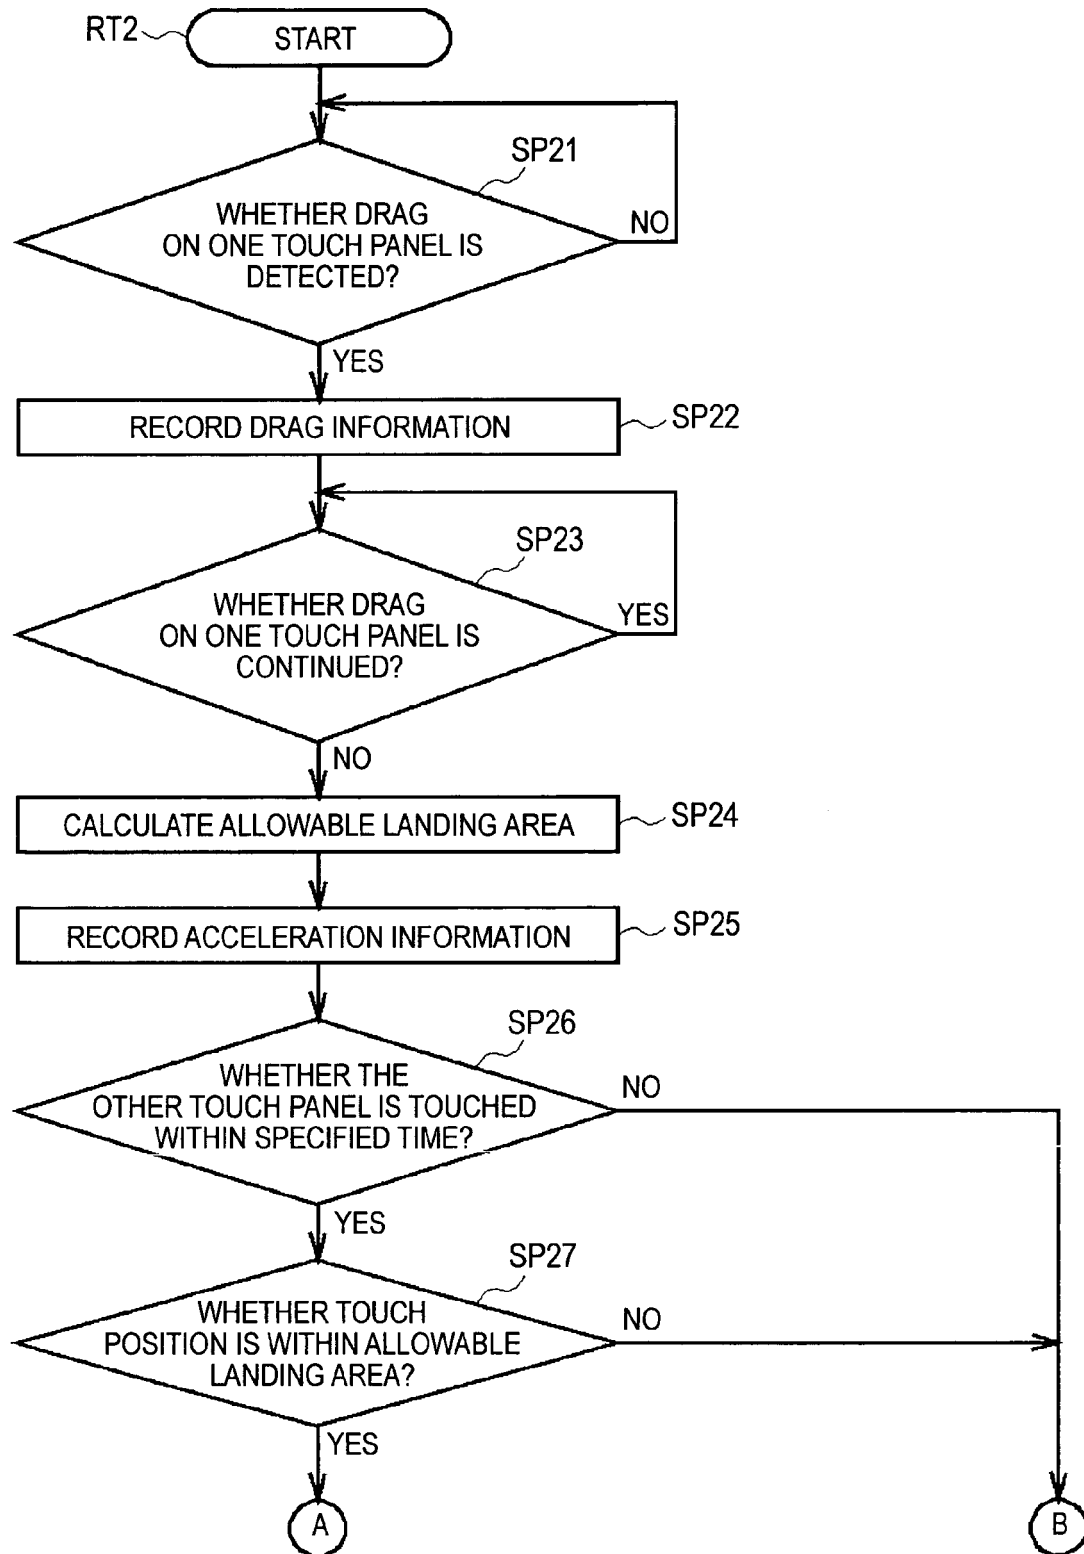 RT2
START
SP21
WHETHER DRAG
ON ONE TOUCH PANEL IS
DETECTED?
NO
YES
RECORD DRAG INFORMATION
SP22
SP23
WHETHER DRAG
ON ONE TOUCH PANEL IS
CONTINUED?
YES
NO
CALCULATE ALLOWABLE LANDING AREA
SP24
RECORD ACCELERATION INFORMATION
SP25
SP26
WHETHER THE
OTHER TOUCH PANEL IS TOUCHED
WITHIN SPECIFIED TIME?
NO
YES
SP27
WHETHER TOUCH
POSITION IS WITHIN ALLOWABLE
LANDING AREA?
NO
YES
A
B